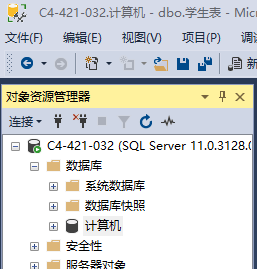 C4-421-032.计算机 - dbo.学生表 - Mic
文件(F) 编辑(E) 视图(V) 项目(P) 调
新建
对象资源管理器
连接
C4-421-032 (SQL Server 11.0.3128.0
数据库
系统数据库
数据库快照
计算机
安全性
服务器对象